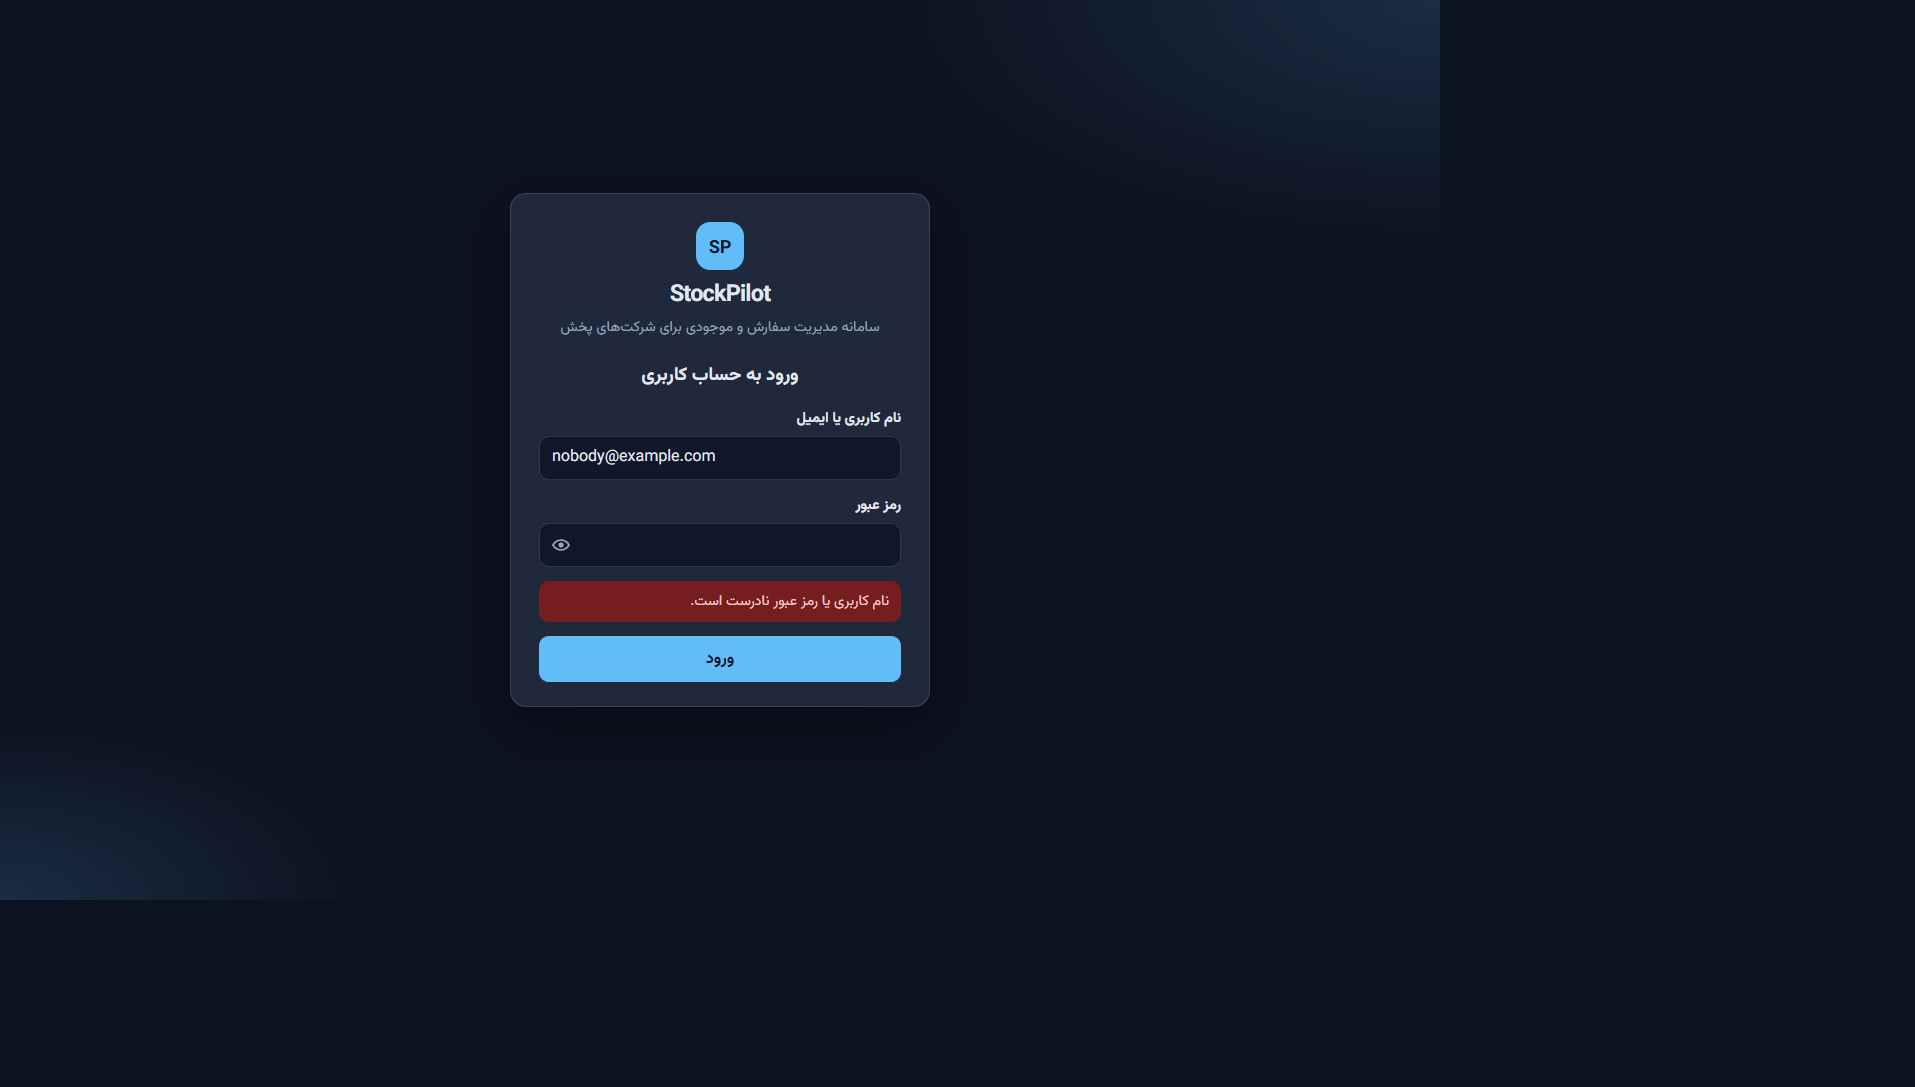 SP
StockPilot
سامانه مدیریت سفارش و موجودی برای شرکت‌های پخش
ورود به حساب کاربری
نام کاربری یا ایمیل
nobody@example.com
رمز عبور
نام کاربری یا رمز عبور نادرست است.
ورود